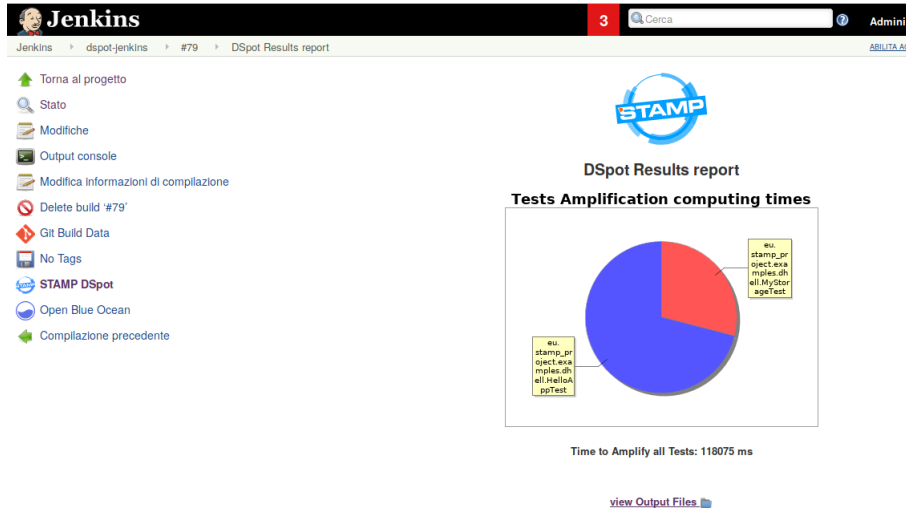 Jenkins
3
Cerca
Admini
Jenkins dspot-jenkins #79 DSpot Results report
ABILITA A
Torna al progetto
Stato
Modifiche
Output console
Modifica informazioni di compilazione
Delete build ‘#79’
Git Build Data
No Tags
STAMP DSpot
Open Blue Ocean
Compilazione precedente
STAMP
DSpot Results report
Tests Amplification computing times
eu.
stamp_pr
oject.exa
mples.dh
ell.MyStor
ageTest
eu.
stamp_pr
oject.exa
mples.dh
ell.HelloA
ppTest
Time to Amplify all Tests: 118075 ms
view Output Files